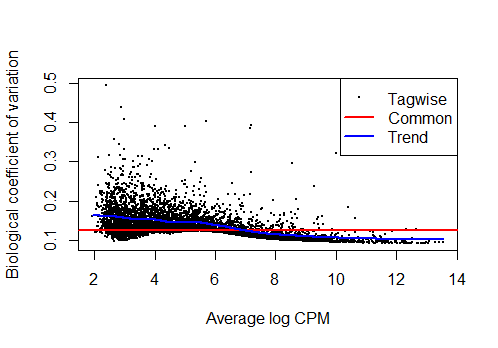 Biological coefficient of variation
0.5
0.4
0.3
0.2
0.1
Tagwise
Common
Trend
2 4 6 8 10 12 14
Average log CPM